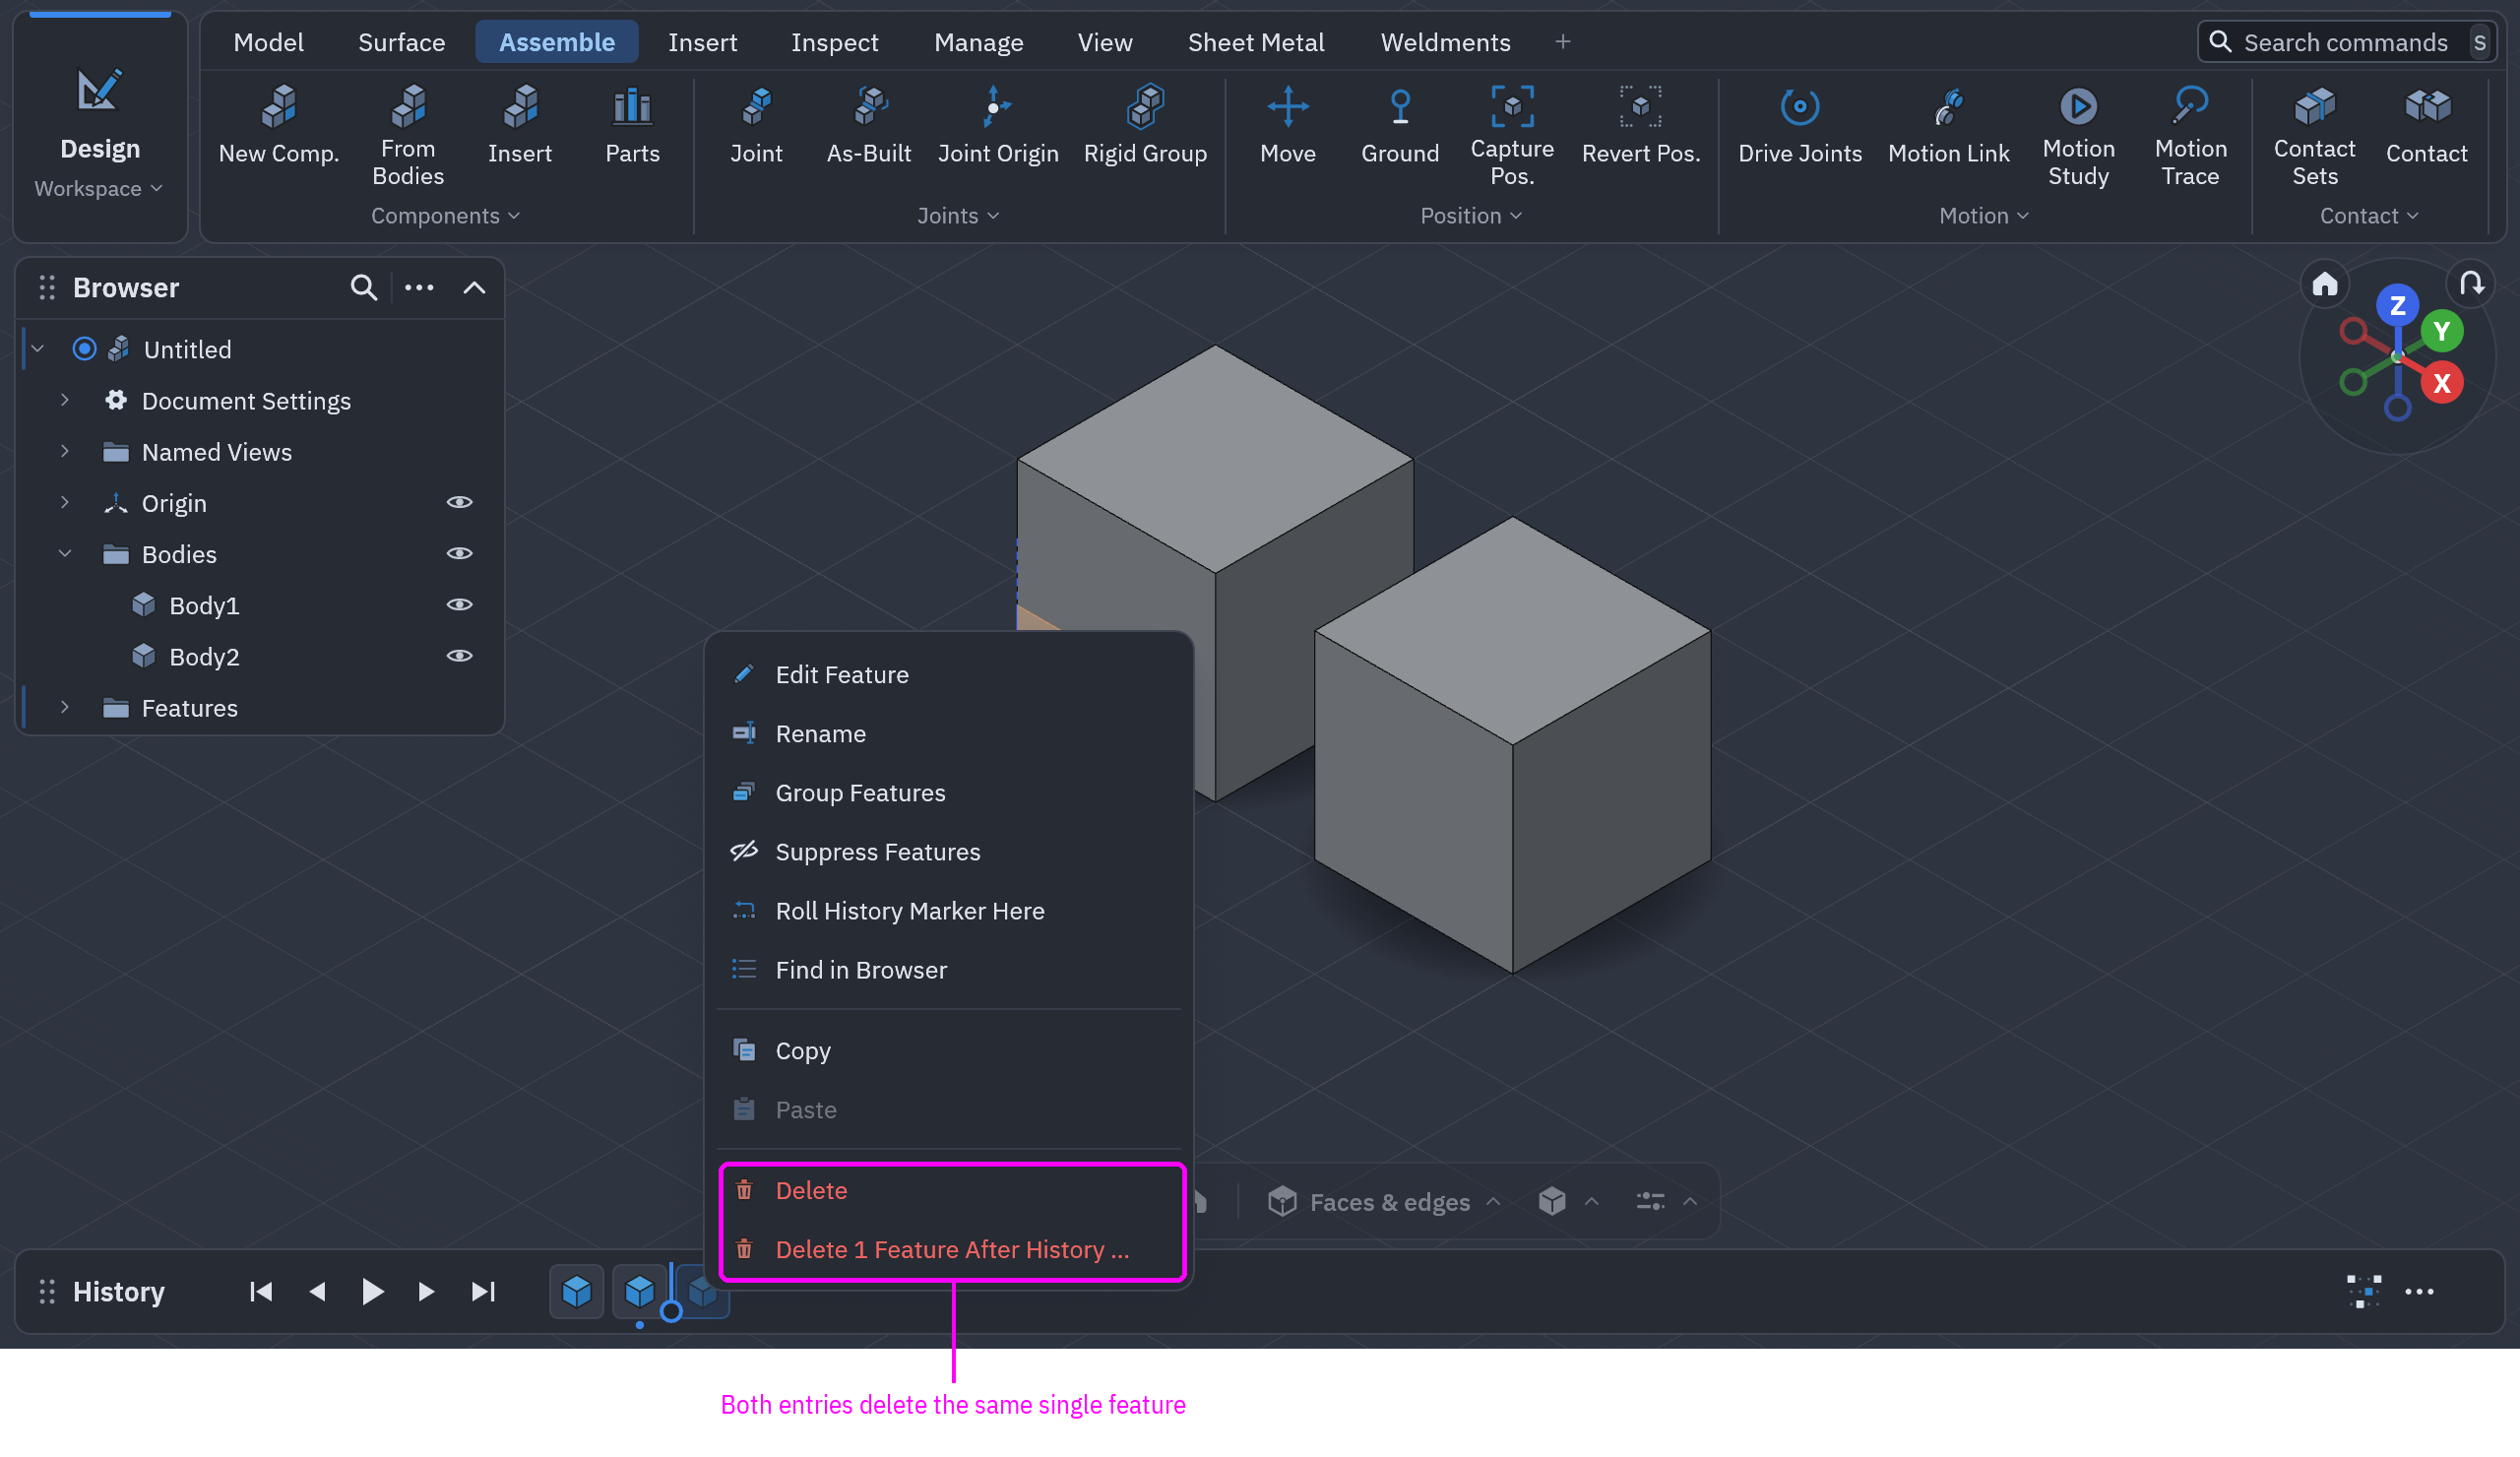 Model Surface Assemble Insert Inspect Manage View Sheet Metal Weldments +
Search commands S
Design
Workspace
New Comp. From Bodies Insert Parts
Components
Joint As-Built Joint Origin Rigid Group
Joints
Move Ground Capture Pos. Revert Pos.
Position
Drive Joints Motion Link Motion Study Motion Trace
Motion
Contact Sets Contact
Contact
Browser
Untitled
Document Settings
Named Views
Origin
Bodies
Body1
Body2
Features
Z
Y
X
Edit Feature
Rename
Group Features
Suppress Features
Roll History Marker Here
Find in Browser
Copy
Paste
Delete
Delete 1 Feature After History ...
Faces & edges
History
Both entries delete the same single feature